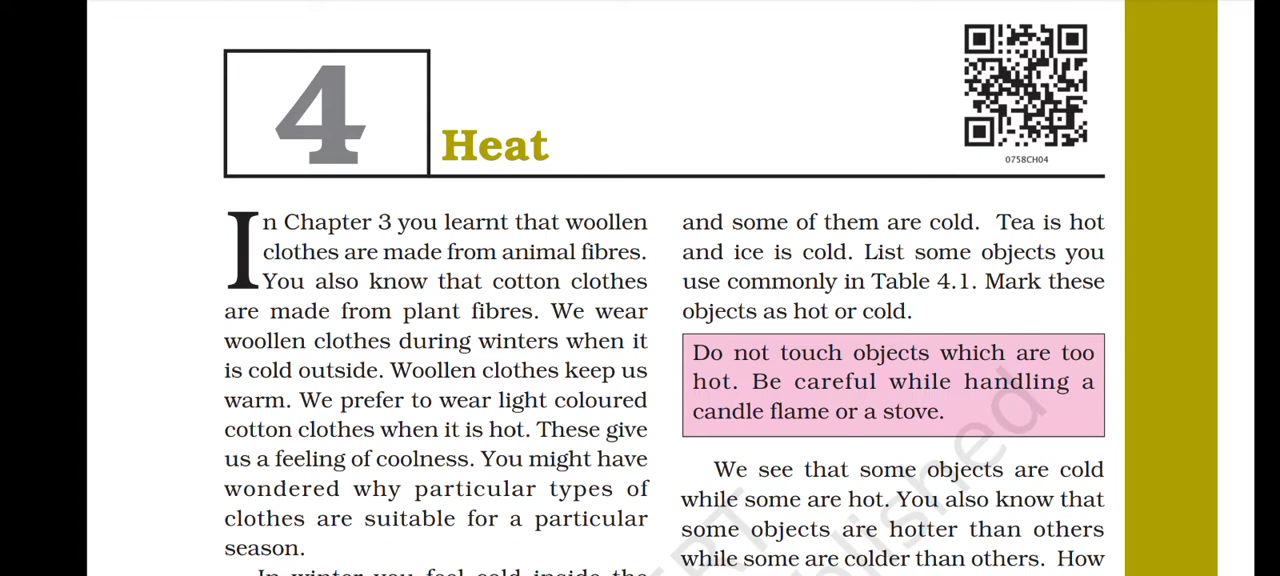 4
Heat
0758CH04
In Chapter 3 you learnt that woollen
clothes are made from animal fibres.
You also know that cotton clothes
are made from plant fibres. We wear
woollen clothes during winters when it
is cold outside. Woollen clothes keep us
warm. We prefer to wear light coloured
cotton clothes when it is hot. These give
us a feeling of coolness. You might have
wondered why particular types of
clothes are suitable for a particular
season.
In winter you feel cold inside the
and some of them are cold. Tea is hot
and ice is cold. List some objects you
use commonly in Table 4.1. Mark these
objects as hot or cold.
Do not touch objects which are too
hot. Be careful while handling a
candle flame or a stove.
We see that some objects are cold
while some are hot. You also know that
some objects are hotter than others
while some are colder than others. How